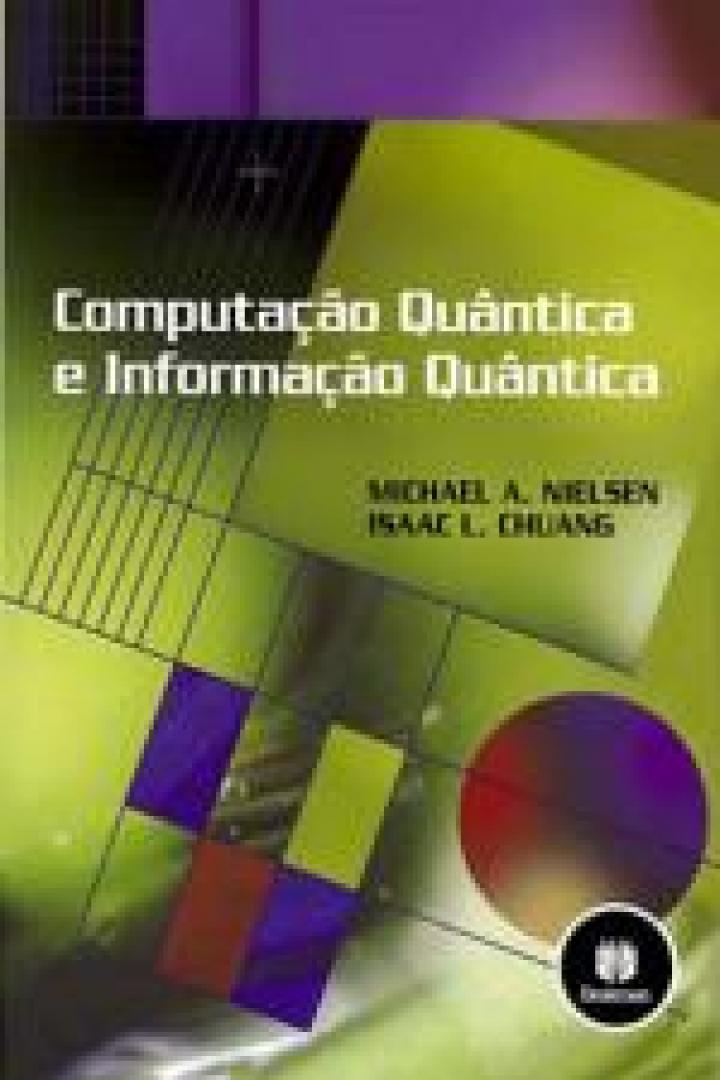 Computação Quântica
e Informação Quântica
MICHAEL A. NIELSEN
ISAAC L. CHUANG